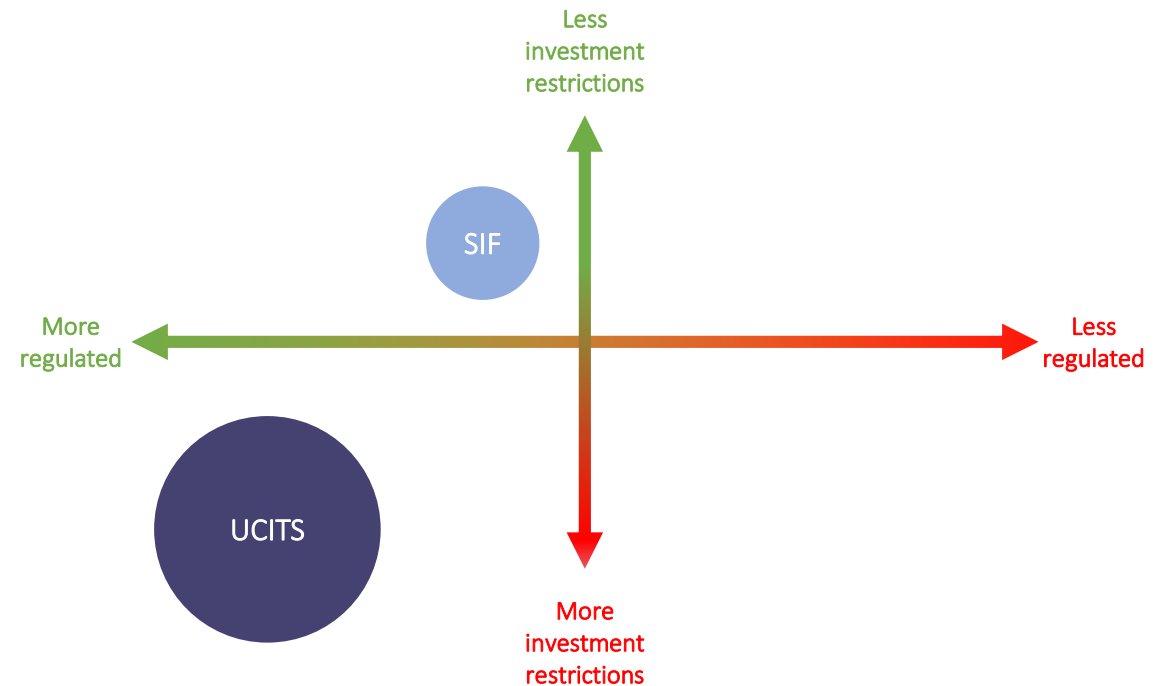 Less
investment
restrictions
SIF
More
regulated
Less
regulated
UCITS
More
investment
restrictions